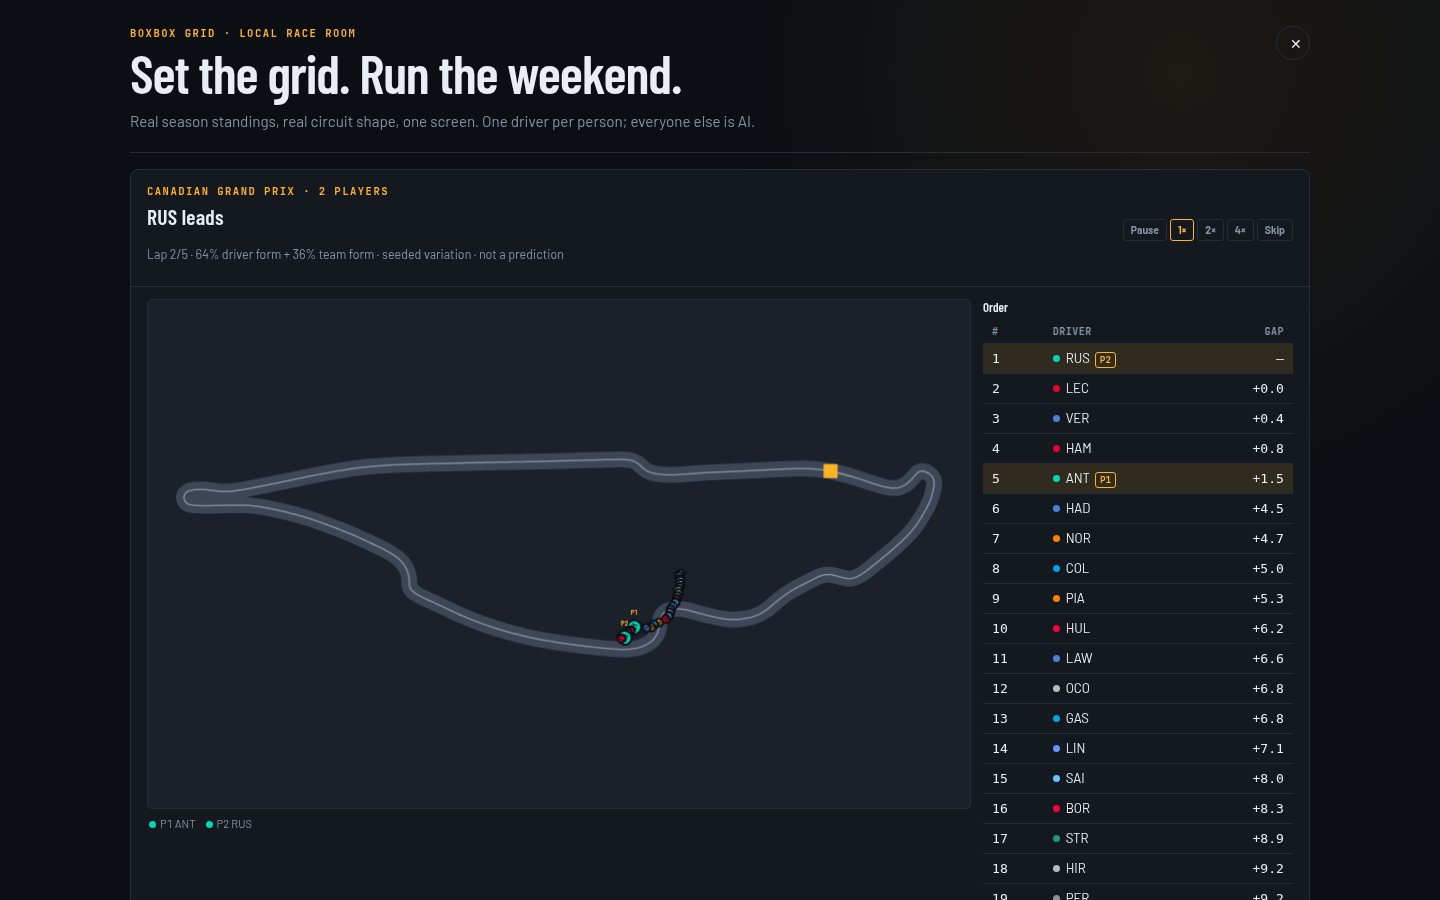 BOXBOX GRID · LOCAL RACE ROOM
Set the grid. Run the weekend.
Real season standings, real circuit shape, one screen. One driver per person; everyone else is AI.
×
CANADIAN GRAND PRIX · 2 PLAYERS
RUS leads
Lap 2/5 · 64% driver form + 36% team form · seeded variation · not a prediction
Pause 1× 2× 4× Skip
P1
P2
P1 ANT P2 RUS
Order
# DRIVER GAP
1 RUS P2 —
2 LEC +0.0
3 VER +0.4
4 HAM +0.8
5 ANT P1 +1.5
6 HAD +4.5
7 NOR +4.7
8 COL +5.0
9 PIA +5.3
10 HUL +6.2
11 LAW +6.6
12 OCO +6.8
13 GAS +6.8
14 LIN +7.1
15 SAI +8.0
16 BOR +8.3
17 STR +8.9
18 HIR +9.2
19 PER +9.2